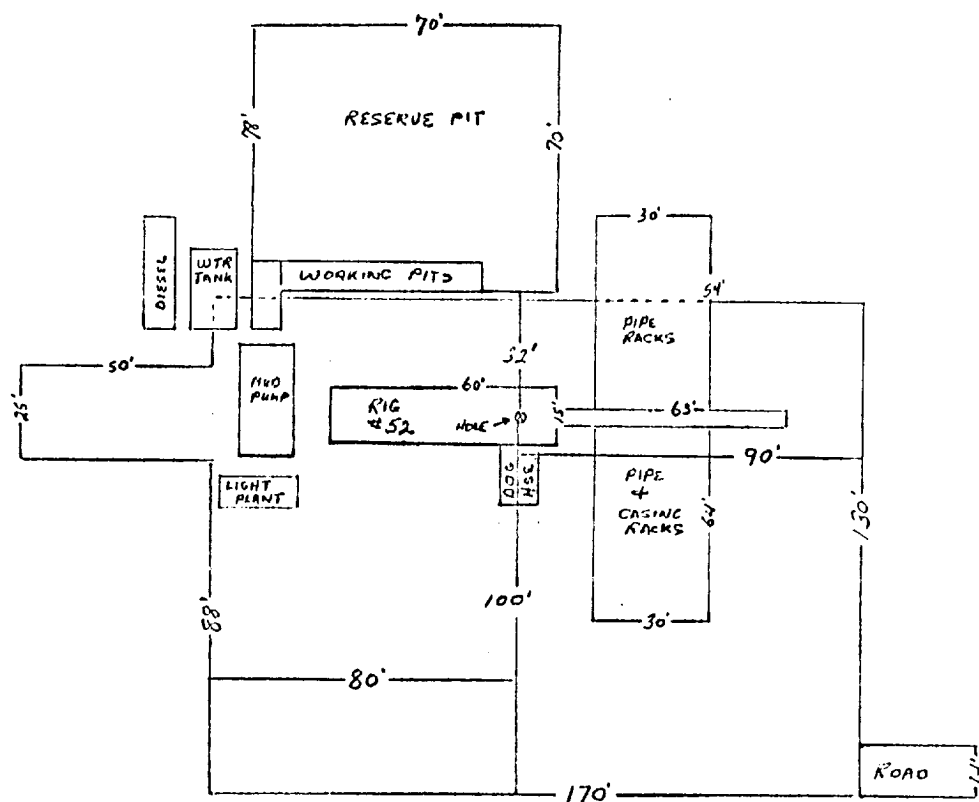 70'
RESERVE PIT
78'
70'
30'
DIESEL
WTR
TANK
WORKING PITS
54'
PIPE
RACKS
50'
32'
MUD
PUMP
60'
25'
RIG
#52
HOLE
15'
63'
90'
LIGHT
PLANT
DOG
HSE
PIPE
+
CASING
RACKS
64'
130'
100'
88'
30'
80'
ROAD
170'